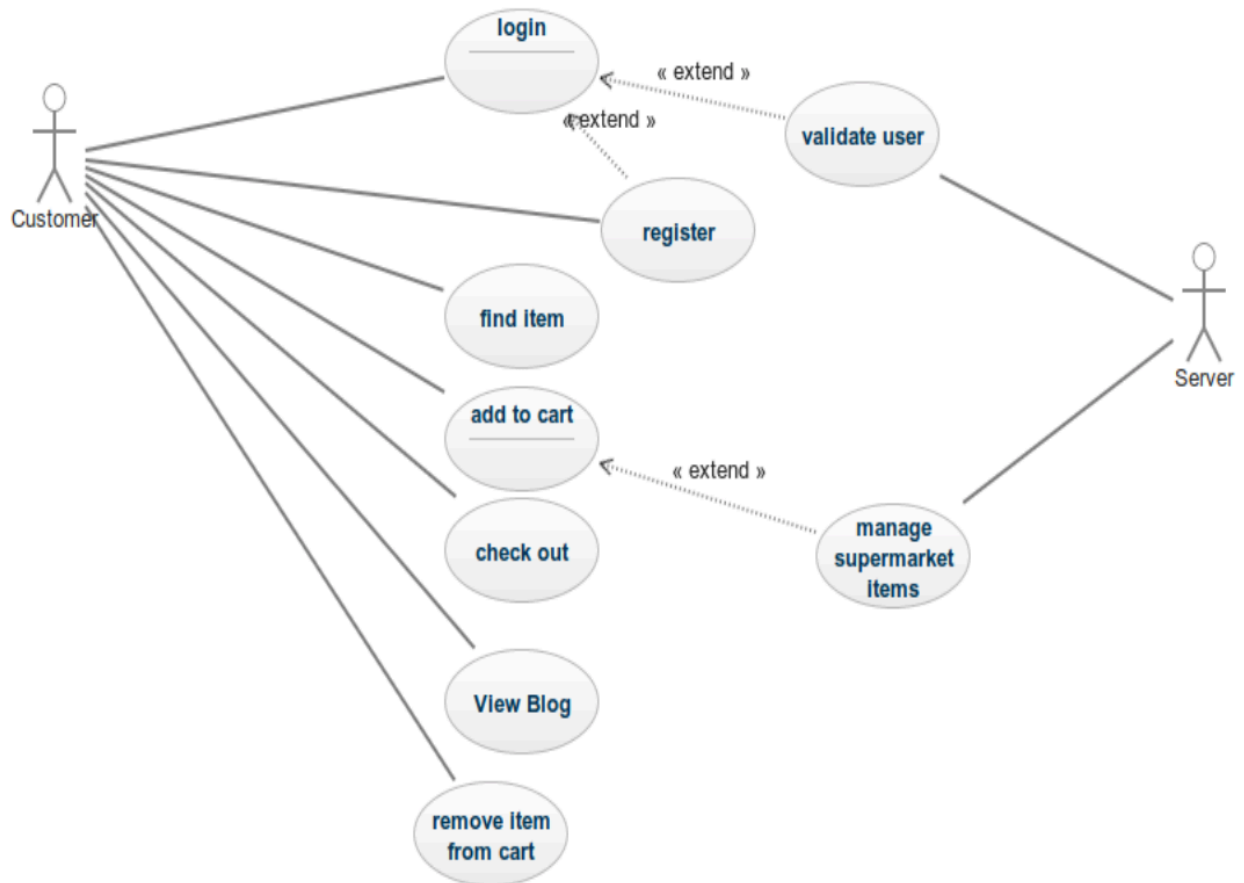 login
« extend »
« extend »
validate user
Customer
register
find item
Server
add to cart
« extend »
check out
manage
supermarket
items
View Blog
remove item
from cart